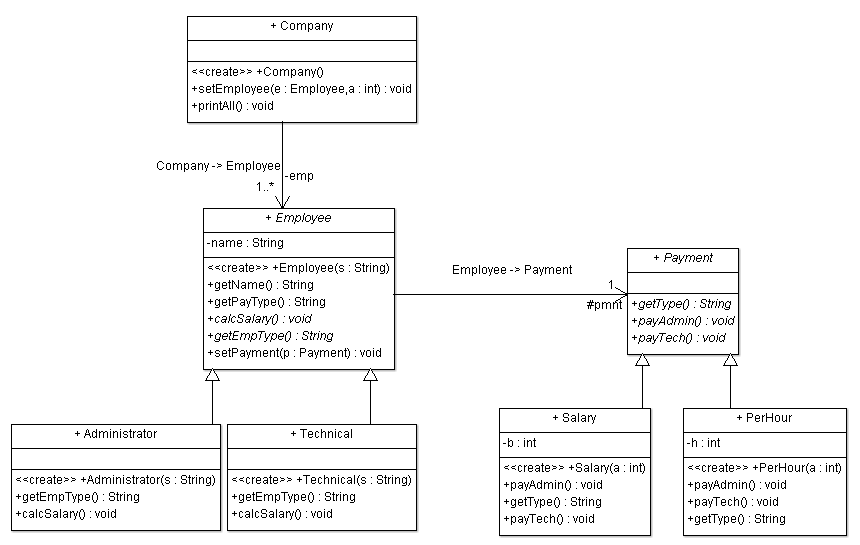 + Company
<<create>> +Company()
+setEmployee(e : Employee,a : int) : void
+printAll() : void
Company -> Employee
-emp
1..*
+ Employee
-name : String
<<create>> +Employee(s : String)
+getName() : String
+getPayType() : String
+calcSalary() : void
+getEmpType() : String
+setPayment(p : Payment) : void
Employee -> Payment
1
#pmnt
+ Payment
+getType() : String
+payAdmin() : void
+payTech() : void
+ Administrator
<<create>> +Administrator(s : String)
+getEmpType() : String
+calcSalary() : void
+ Technical
<<create>> +Technical(s : String)
+getEmpType() : String
+calcSalary() : void
+ Salary
-b : int
<<create>> +Salary(a : int)
+payAdmin() : void
+getType() : String
+payTech() : void
+ PerHour
-h : int
<<create>> +PerHour(a : int)
+payAdmin() : void
+payTech() : void
+getType() : String